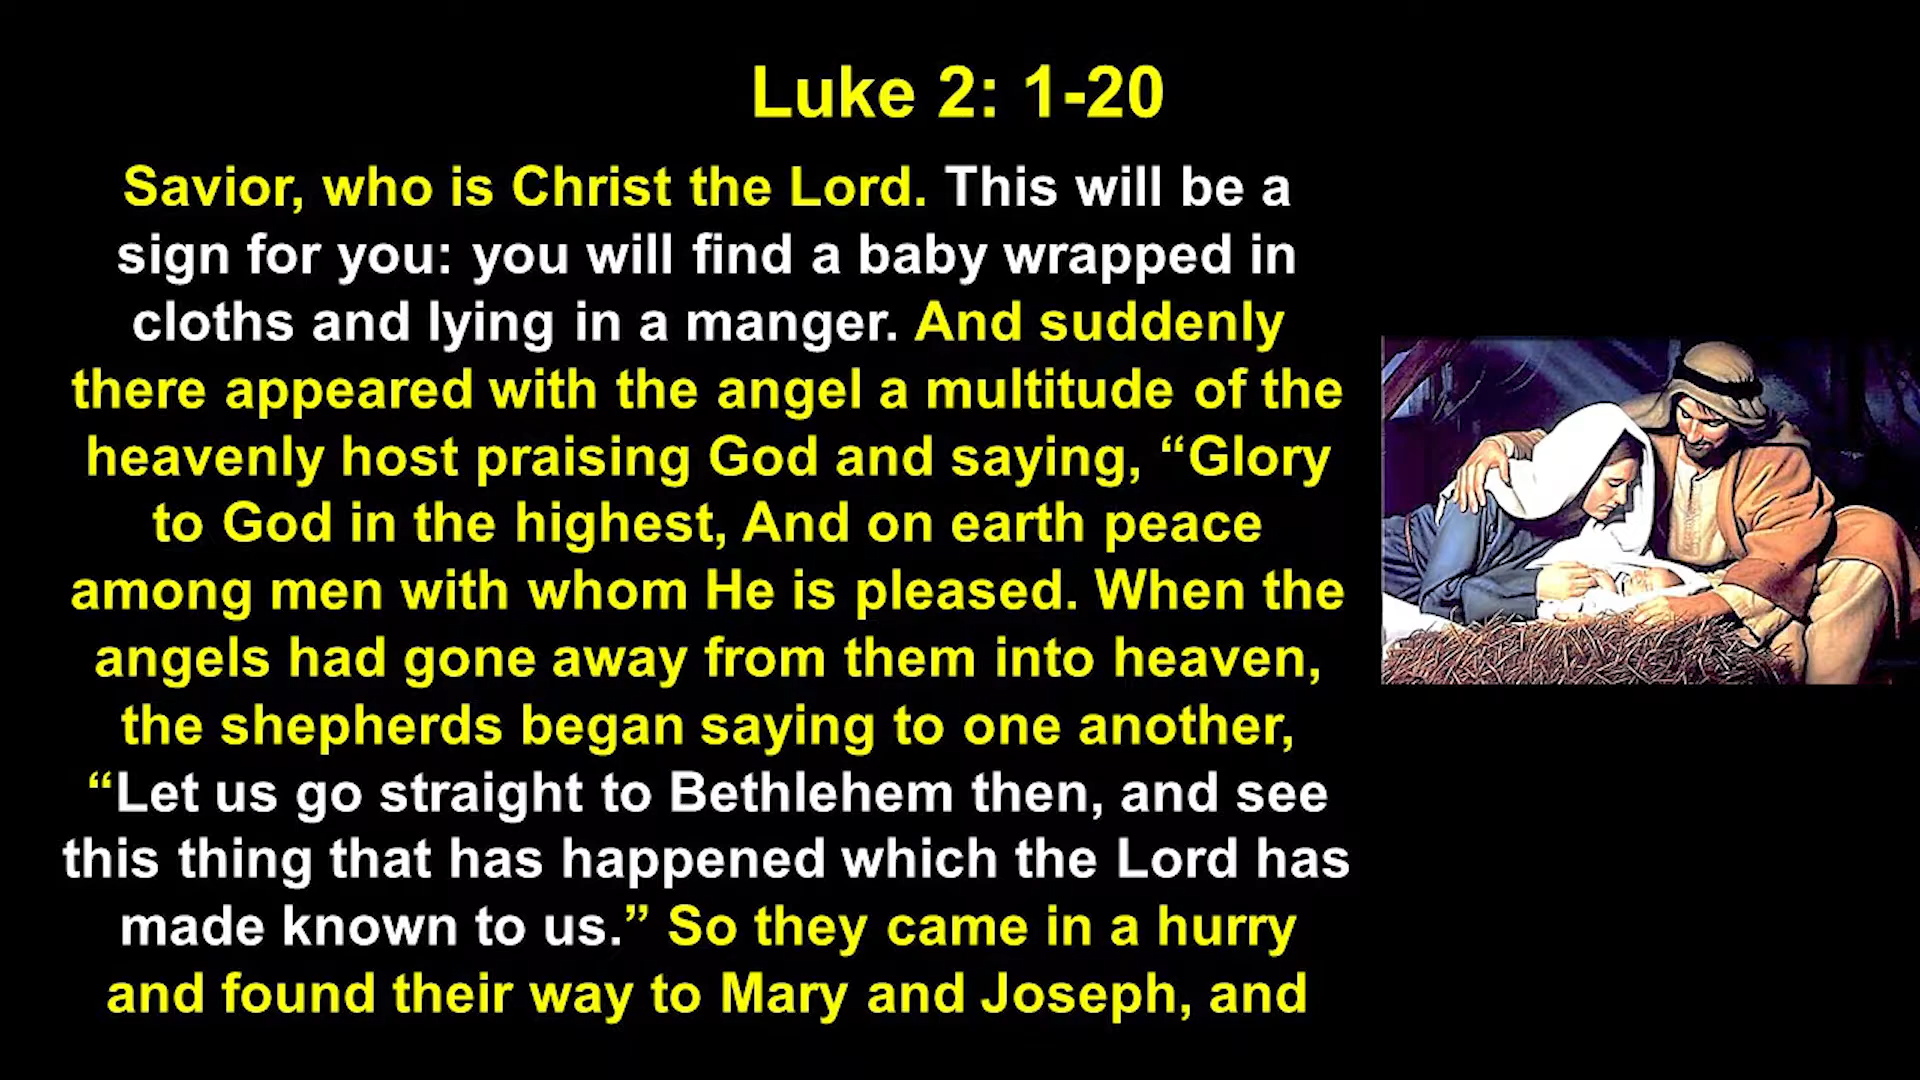 Luke 2: 1-20
Savior, who is Christ the Lord. This will be a
sign for you: you will find a baby wrapped in
cloths and lying in a manger. And suddenly
there appeared with the angel a multitude of the
heavenly host praising God and saying, “Glory
to God in the highest, And on earth peace
among men with whom He is pleased. When the
angels had gone away from them into heaven,
the shepherds began saying to one another,
“Let us go straight to Bethlehem then, and see
this thing that has happened which the Lord has
made known to us.” So they came in a hurry
and found their way to Mary and Joseph, and